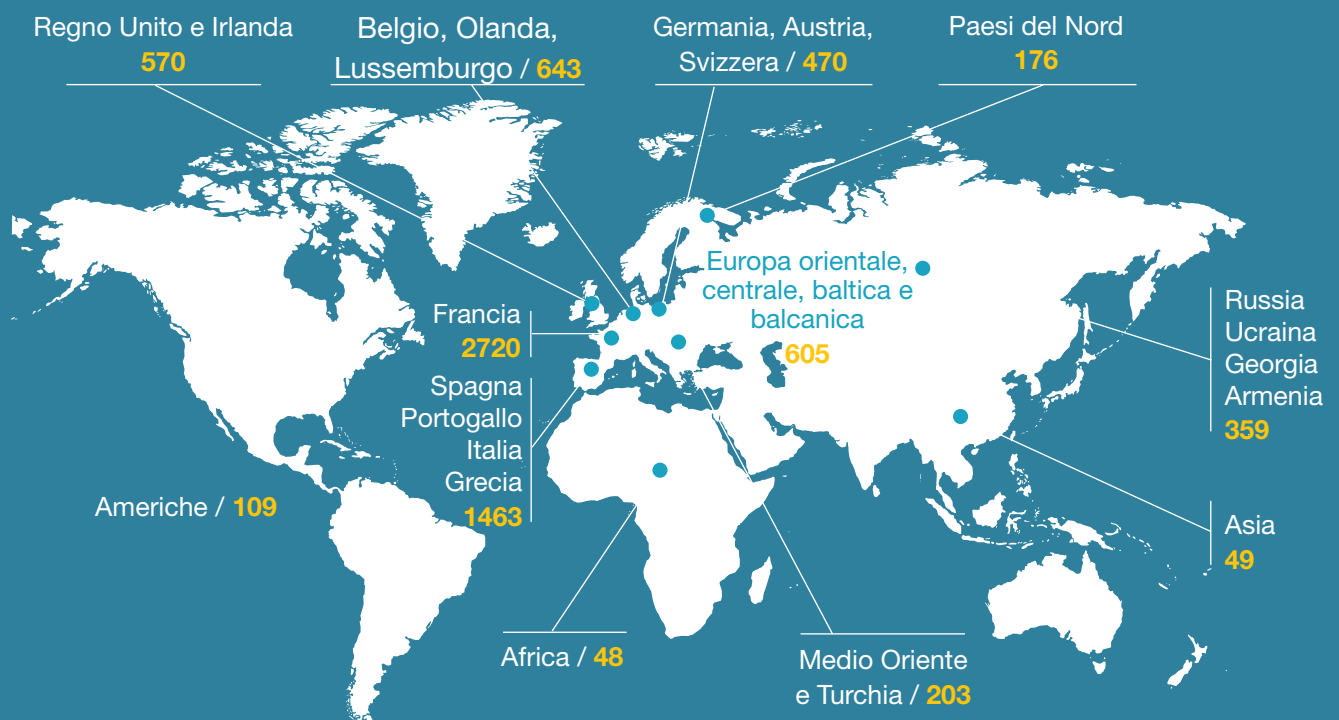 Regno Unito e Irlanda
570
Belgio, Olanda,
Lussemburgo / 643
Germania, Austria,
Svizzera / 470
Paesi del Nord
176
Europa orientale,
centrale, baltica e
balcanica
605
Francia
2720
Spagna
Portogallo
Italia
Grecia
1463
Russia
Ucraina
Georgia
Armenia
359
Americhe / 109
Asia
49
Africa / 48
Medio Oriente
e Turchia / 203